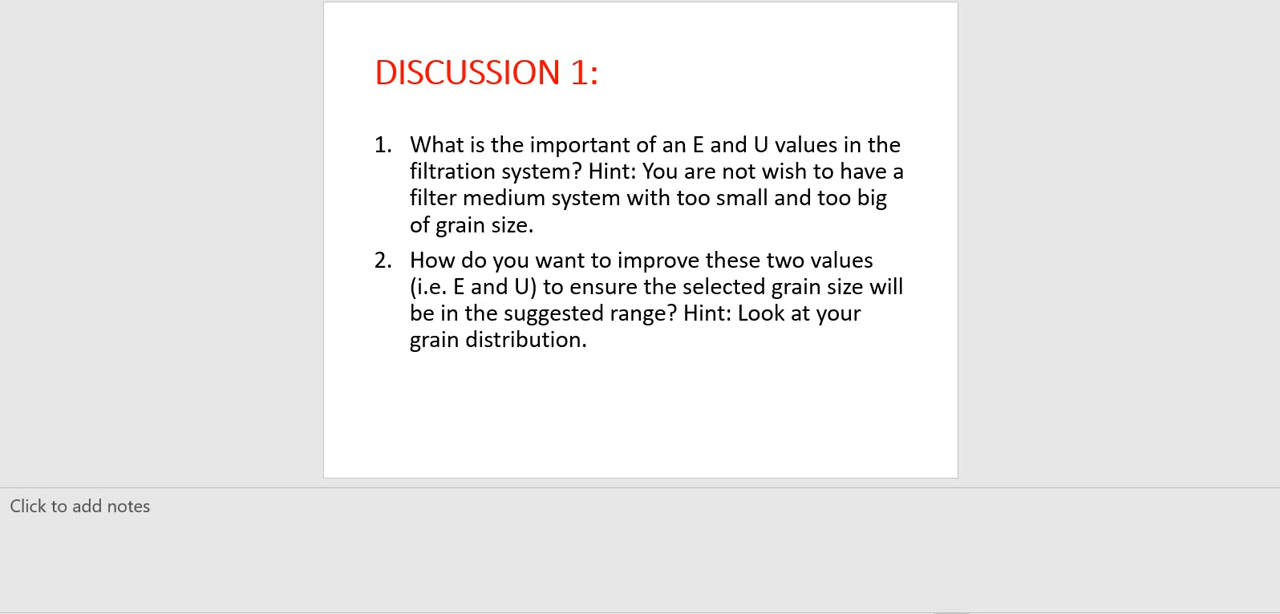 DISCUSSION 1:
1. What is the important of an E and U values in the
filtration system? Hint: You are not wish to have a
filter medium system with too small and too big
of grain size.
2. How do you want to improve these two values
(i.e. E and U) to ensure the selected grain size will
be in the suggested range? Hint: Look at your
grain distribution.
Click to add notes